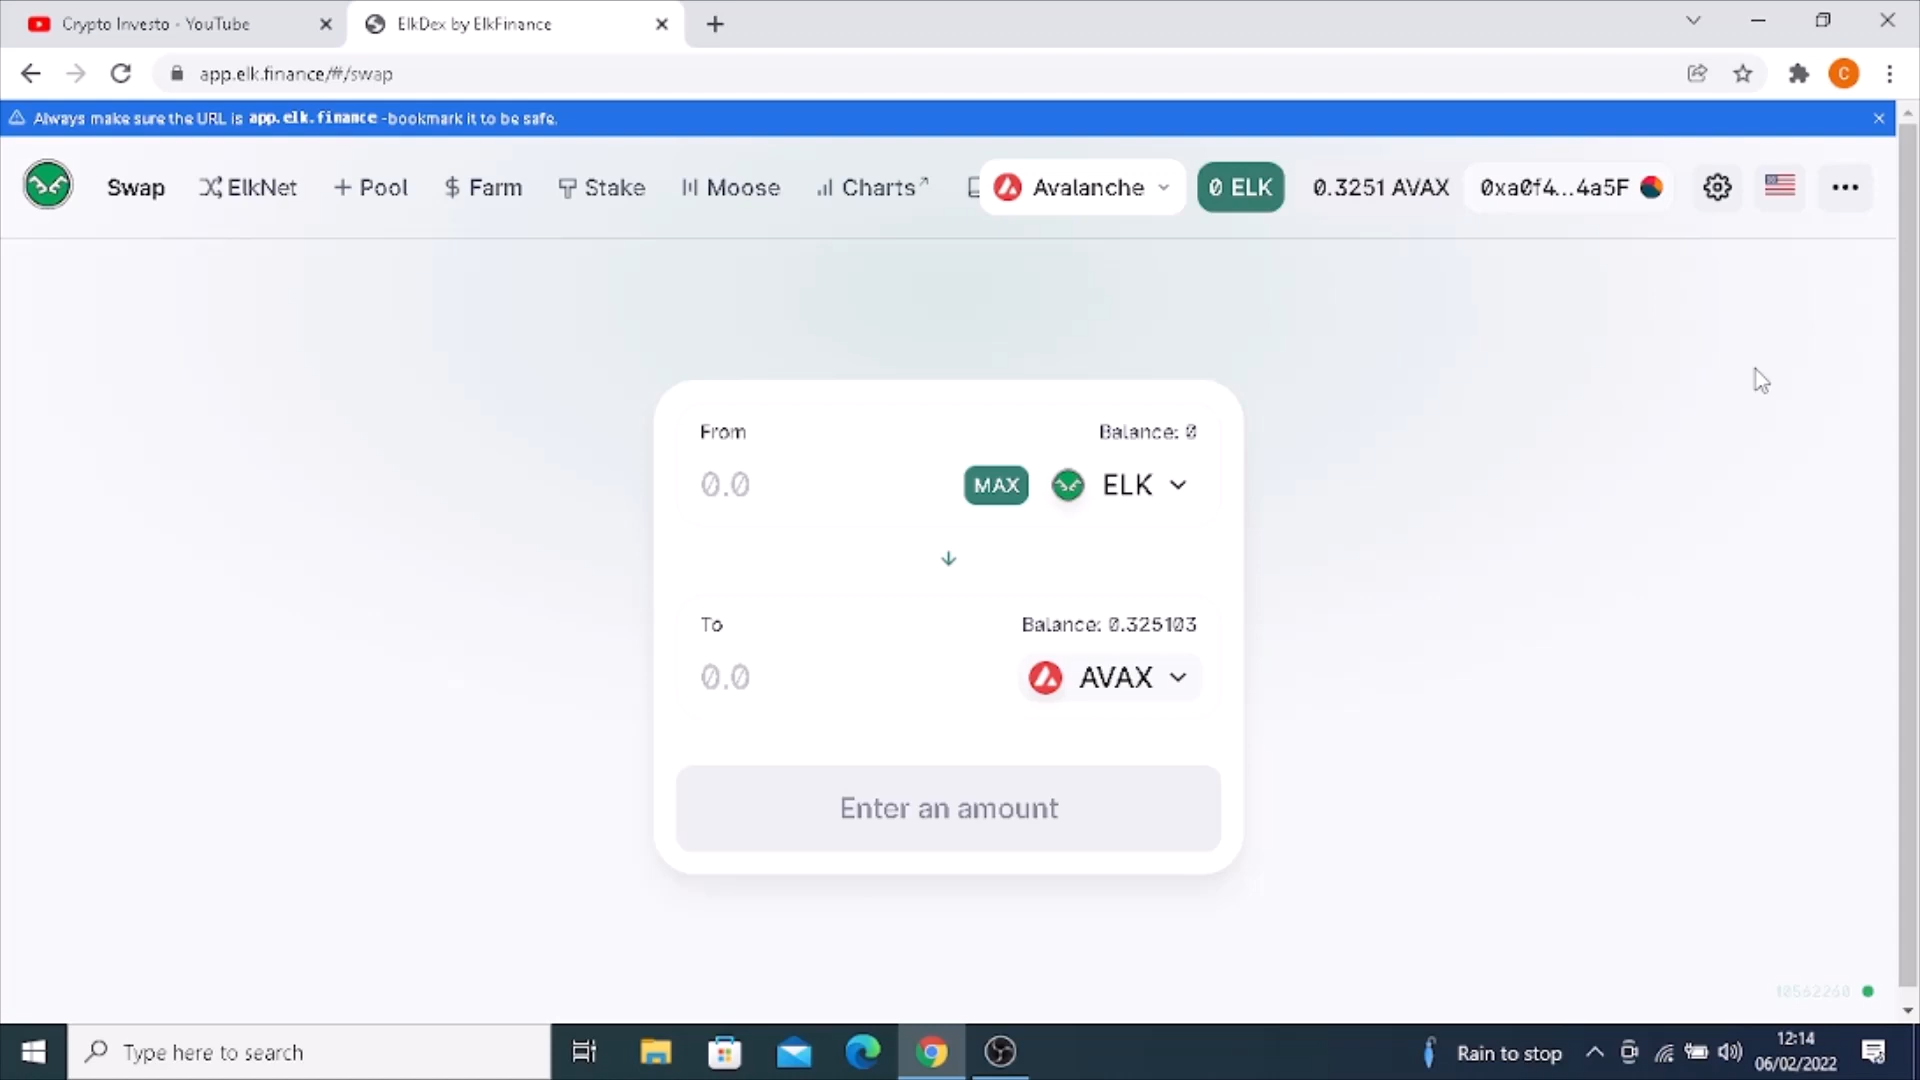 Crypto Investo - YouTube
ElkDex by ElkFinance
app.elk.finance/#/swap
C
Always make sure the URL is app.elk.finance - bookmark it to be safe.
Swap ElkNet + Pool $ Farm Stake Moose Charts↗ Avalanche 0 ELK 0.3251 AVAX 0xa0f4...4a5F
From Balance: 0
0.0 MAX ELK
To Balance: 0.325103
0.0 AVAX
Enter an amount
10562260
Type here to search
Rain to stop
12:14
06/02/2022